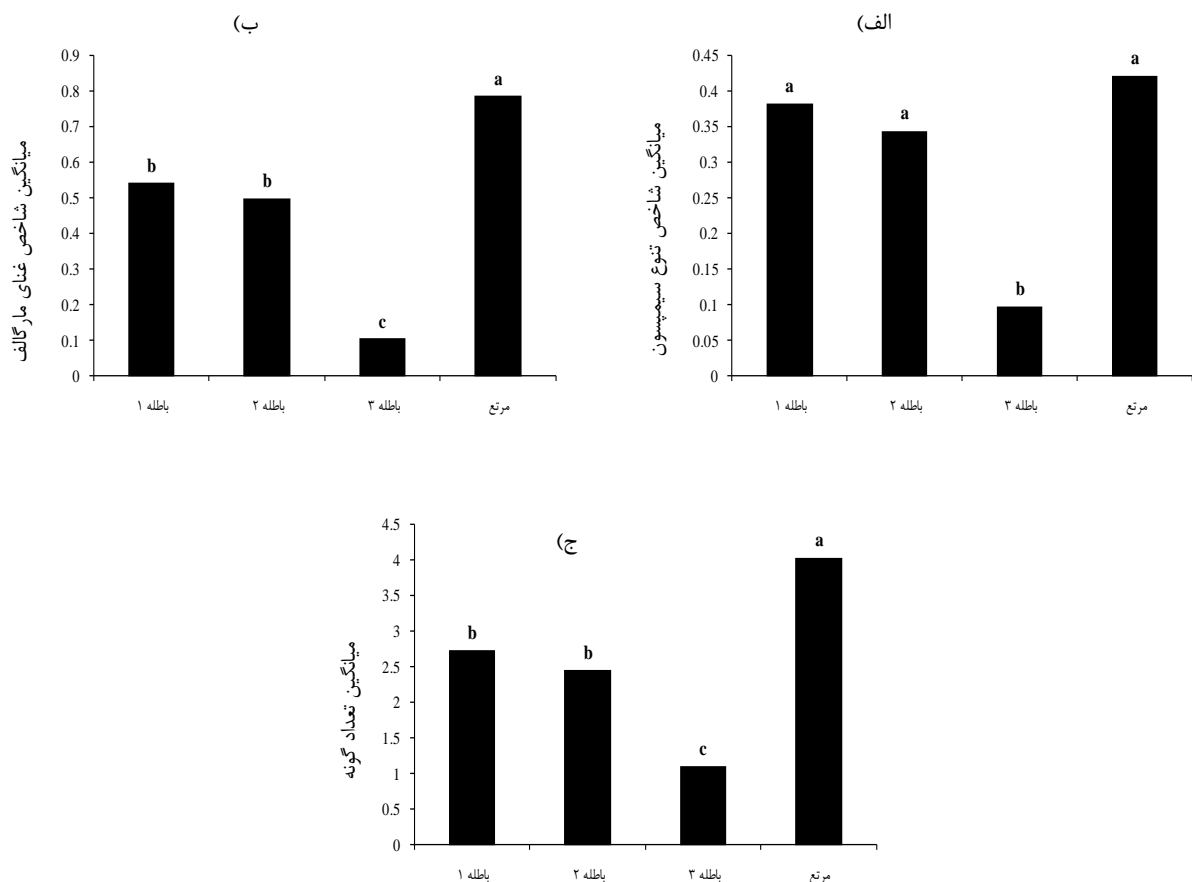 الف)
a
a
b
a
0.45
0.4
0.35
0.3
0.25
0.2
0.15
0.1
0.05
0
میانگین شاخص تنوع سیمپسون
باطله ۱
باطله ۲
باطله ۳
مرتع
ب)
b
b
c
a
0.9
0.8
0.7
0.6
0.5
0.4
0.3
0.2
0.1
0
میانگین شاخص غنای مارگالف
باطله ۱
باطله ۲
باطله ۳
مرتع
ج)
b
b
c
a
4.5
4
3.5
3
2.5
2
1.5
1
0.5
0
میانگین تعداد گونه
باطله ۱
باطله ۲
باطله ۳
مرتع